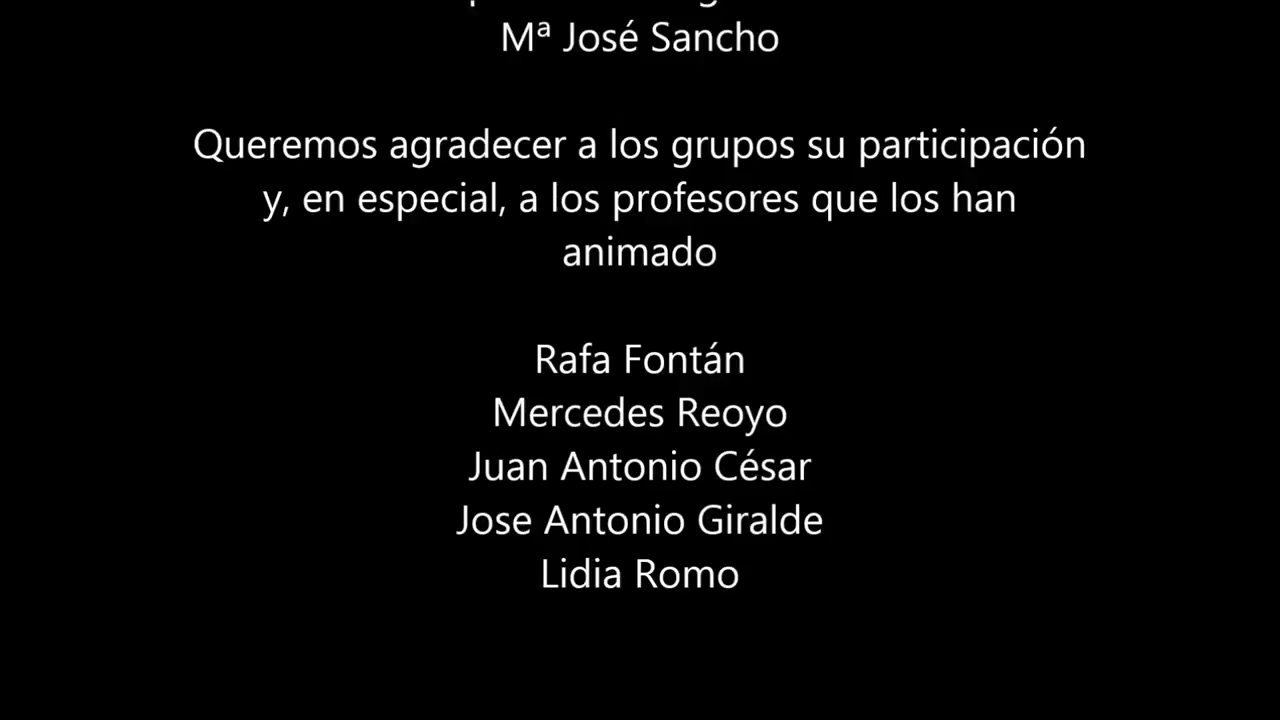 Mª José Sancho
Queremos agradecer a los grupos su participación
y, en especial, a los profesores que los han
animado
Rafa Fontán
Mercedes Reoyo
Juan Antonio César
Jose Antonio Giralde
Lidia Romo